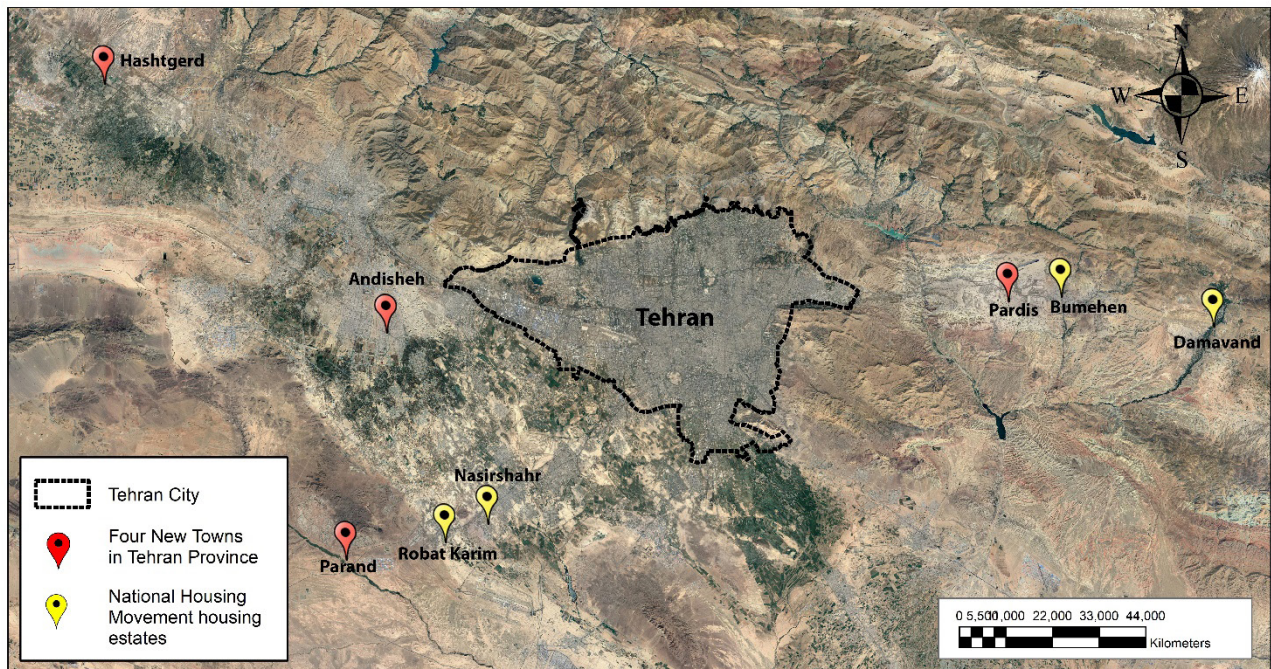 Hashtgerd
N
W E
S
Andisheh
Tehran
Pardis
Bumehen
Damavand
Nasirshahr
Robat Karim
Parand
Tehran City
Four New Towns
in Tehran Province
National Housing
Movement housing
estates
0 5,500 11,000 22,000 33,000 44,000
Kilometers